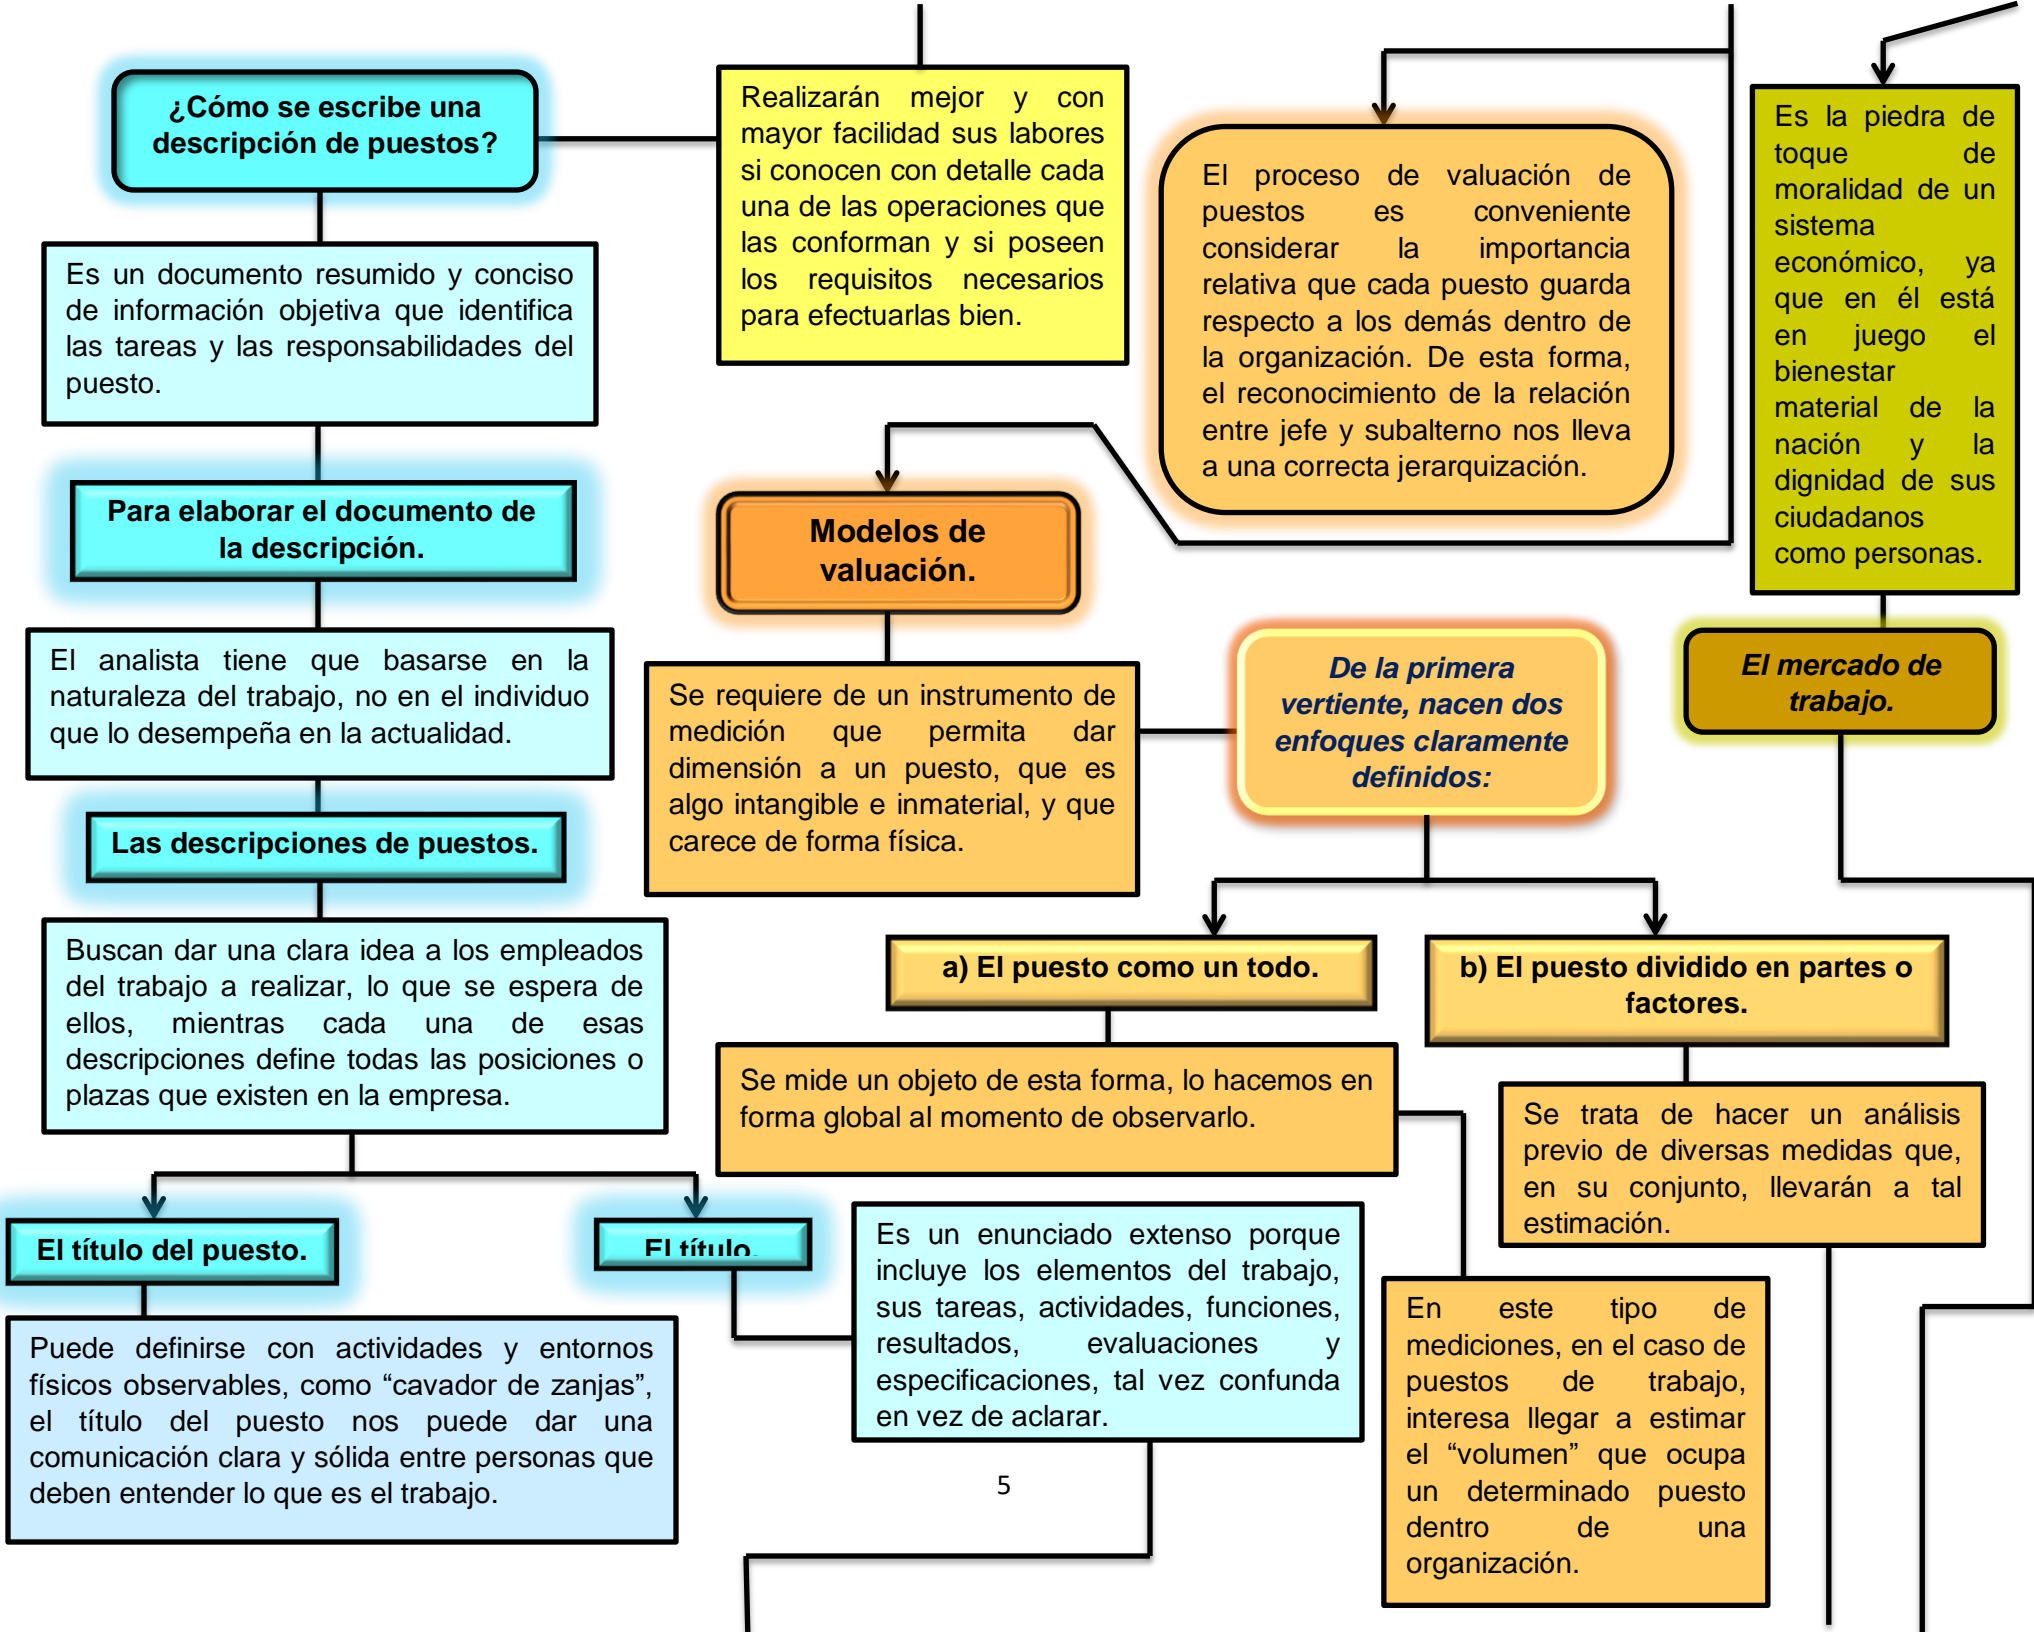 ¿Cómo se escribe una
descripción de puestos?
Es un documento resumido y conciso
de información objetiva que identifica
las tareas y las responsabilidades del
puesto.
Para elaborar el documento de
la descripción.
El analista tiene que basarse en la
naturaleza del trabajo, no en el individuo
que lo desempeña en la actualidad.
Las descripciones de puestos.
Buscan dar una clara idea a los empleados
del trabajo a realizar, lo que se espera de
ellos, mientras cada una de esas
descripciones define todas las posiciones o
plazas que existen en la empresa.
El título del puesto.
Puede definirse con actividades y entornos
físicos observables, como “cavador de zanjas”,
el título del puesto nos puede dar una
comunicación clara y sólida entre personas que
deben entender lo que es el trabajo.
El título.
Es un enunciado extenso porque
incluye los elementos del trabajo,
sus tareas, actividades, funciones,
resultados, evaluaciones y
especificaciones, tal vez confunda
en vez de aclarar.
Realizarán mejor y con
mayor facilidad sus labores
si conocen con detalle cada
una de las operaciones que
las conforman y si poseen
los requisitos necesarios
para efectuarlas bien.
El proceso de valuación de
puestos es conveniente
considerar la importancia
relativa que cada puesto guarda
respecto a los demás dentro de
la organización. De esta forma,
el reconocimiento de la relación
entre jefe y subalterno nos lleva
a una correcta jerarquización.
Modelos de
valuación.
Se requiere de un instrumento de
medición que permita dar
dimensión a un puesto, que es
algo intangible e inmaterial, y que
carece de forma física.
De la primera
vertiente, nacen dos
enfoques claramente
definidos:
a) El puesto como un todo.
Se mide un objeto de esta forma, lo hacemos en
forma global al momento de observarlo.
En este tipo de
mediciones, en el caso de
puestos de trabajo,
interesa llegar a estimar
el “volumen” que ocupa
un determinado puesto
dentro de una
organización.
b) El puesto dividido en partes o
factores.
Se trata de hacer un análisis
previo de diversas medidas que,
en su conjunto, llevarán a tal
estimación.
Es la piedra de
toque de
moralidad de un
sistema
económico, ya
que en él está
en juego el
bienestar
material de la
nación y la
dignidad de sus
ciudadanos
como personas.
El mercado de
trabajo.
5